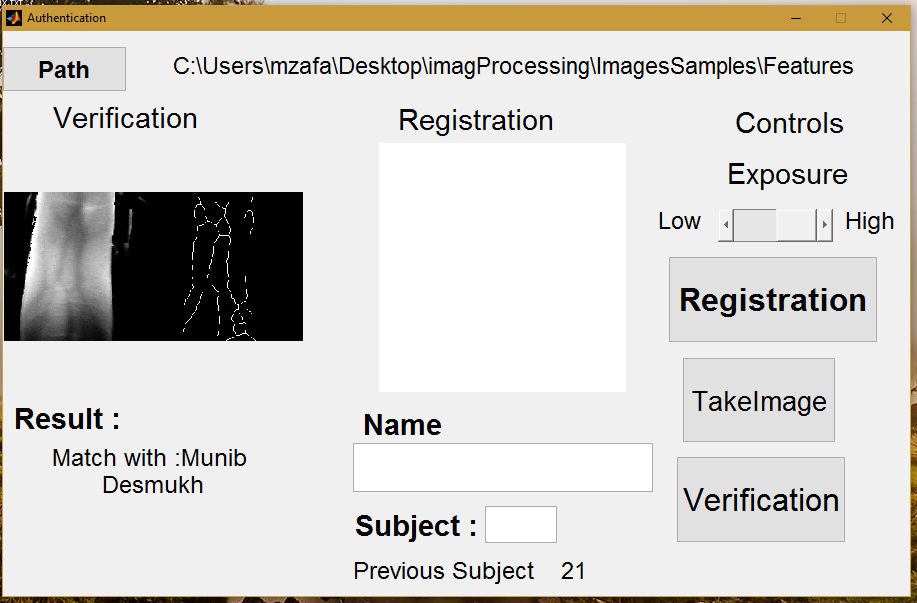 Authentication
Path
C:\Users\mzafa\Desktop\imagProcessing\ImagesSamples\Features
Verification
Registration
Controls
Exposure
Low
High
Registration
TakeImage
Verification
Result :
Match with :Munib
Desmukh
Name
Subject :
Previous Subject 21